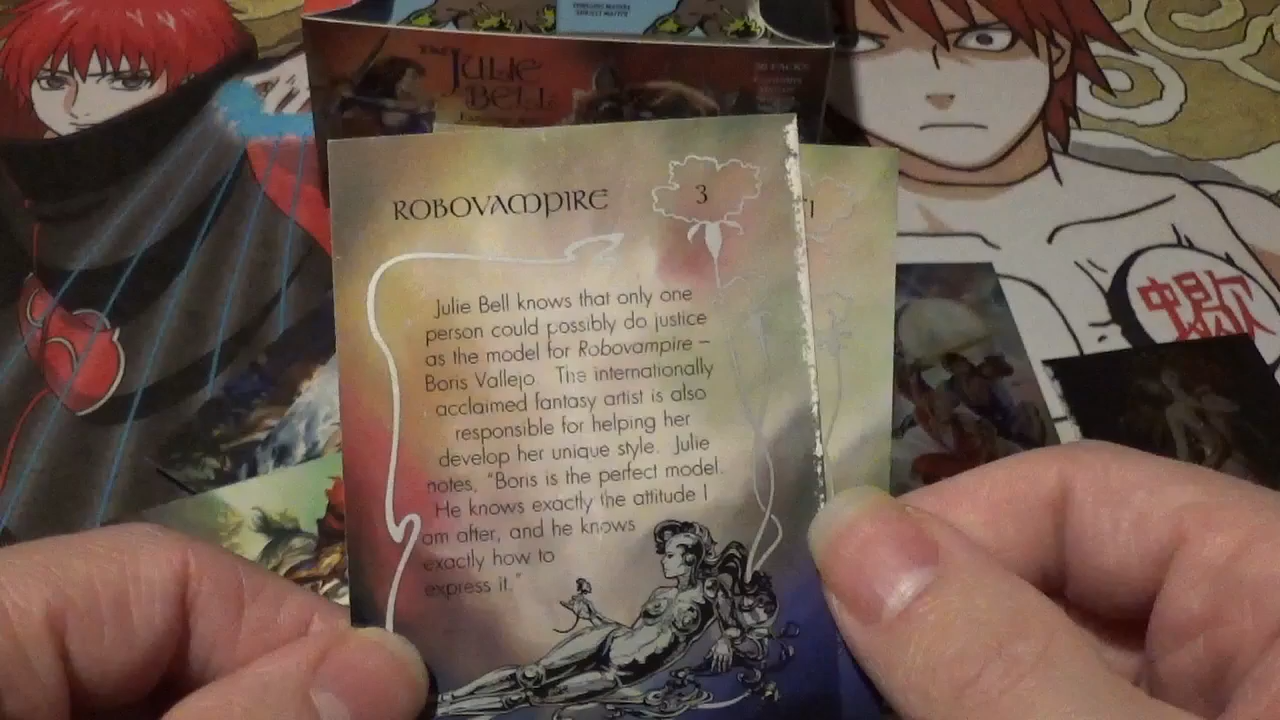 THE
JULIE
BELL
ROBOVAMPIRE
3
Julie Bell knows that only one
person could possibly do justice
as the model for Robovampire –
Boris Vallejo. The internationally
acclaimed fantasy artist is also
responsible for helping her
develop her unique style. Julie
notes, "Boris is the perfect model.
He knows exactly the attitude I
am after, and he knows
exactly how to
express it."
蝎